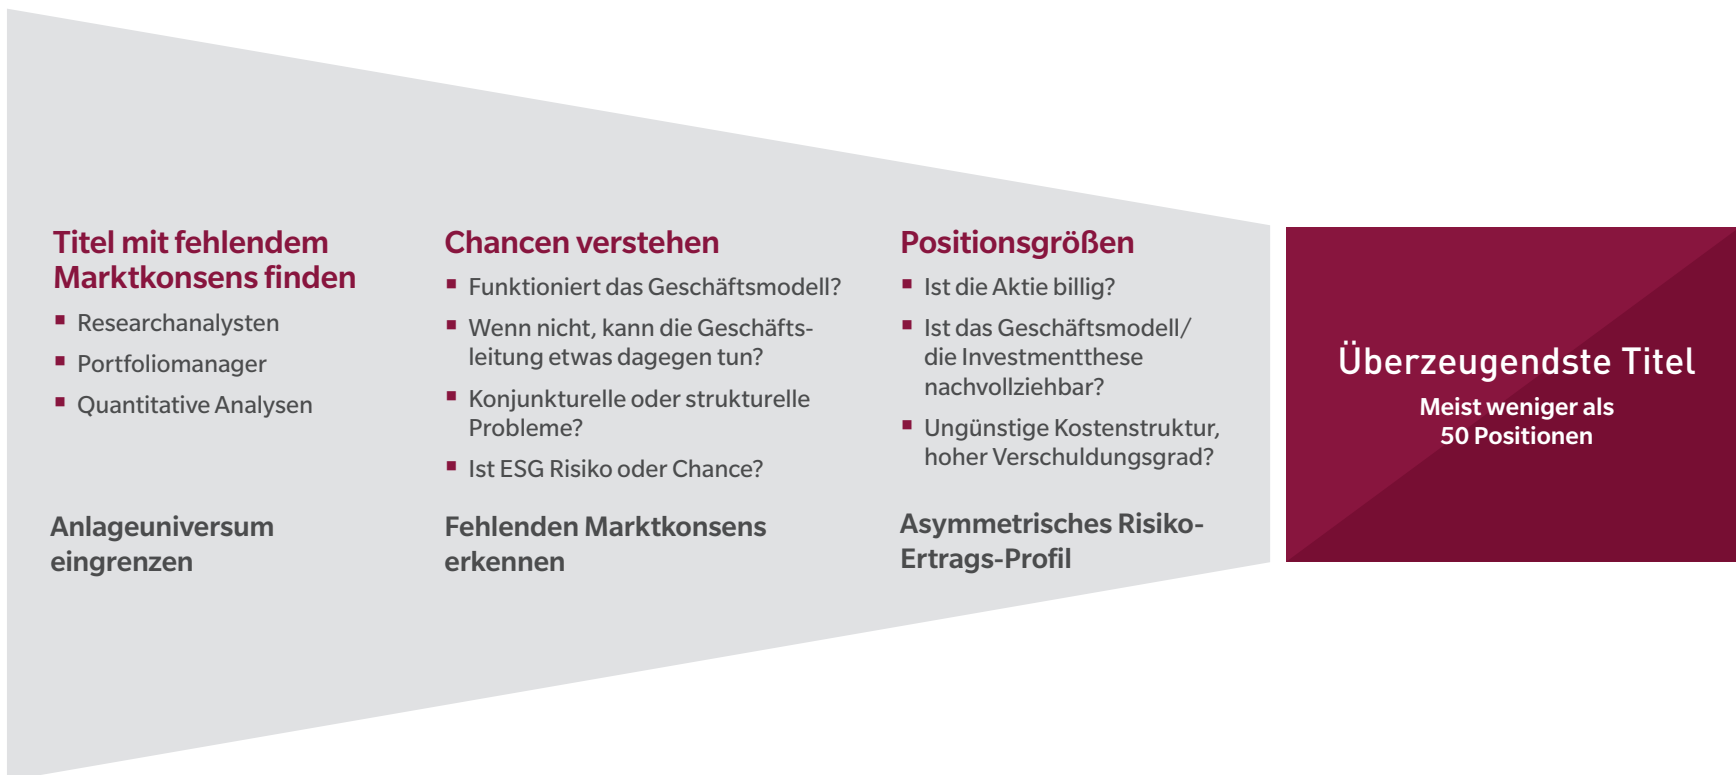 Titel mit fehlendem
Marktkonsens finden
▪ Researchanalysten
▪ Portfoliomanager
▪ Quantitative Analysen
Anlageuniversum
eingrenzen
Chancen verstehen
▪ Funktioniert das Geschäftsmodell?
▪ Wenn nicht, kann die Geschäfts-
leitung etwas dagegen tun?
▪ Konjunkturelle oder strukturelle
Probleme?
▪ Ist ESG Risiko oder Chance?
Fehlenden Marktkonsens
erkennen
Positionsgrößen
▪ Ist die Aktie billig?
▪ Ist das Geschäftsmodell/
die Investmentthese
nachvollziehbar?
▪ Ungünstige Kostenstruktur,
hoher Verschuldungsgrad?
Asymmetrisches Risiko-
Ertrags-Profil
Überzeugendste Titel
Meist weniger als
50 Positionen